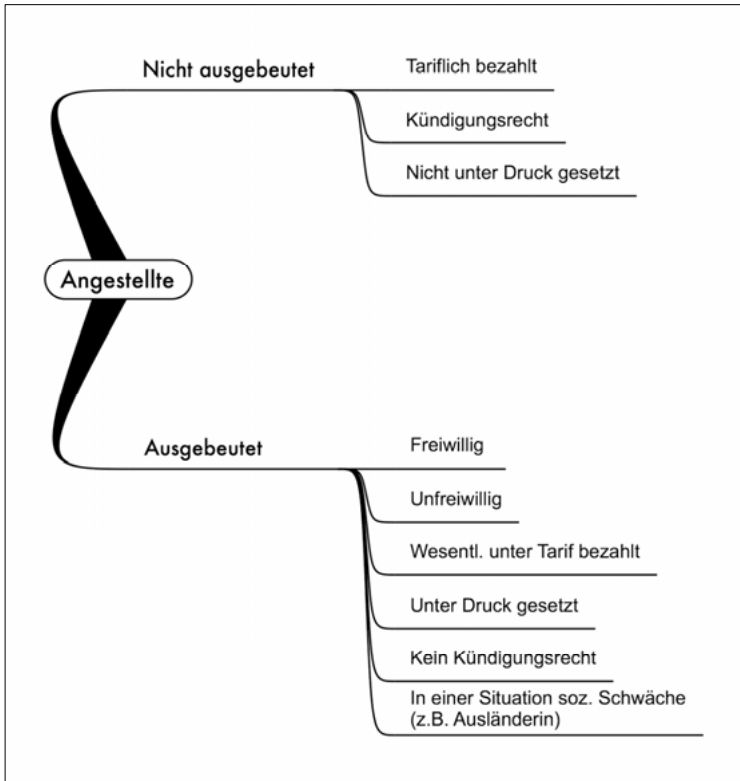 Nicht ausgebeutet
Tariflich bezahlt
Kündigungsrecht
Nicht unter Druck gesetzt
Angestellte
Ausgebeutet
Freiwillig
Unfreiwillig
Wesentl. unter Tarif bezahlt
Unter Druck gesetzt
Kein Kündigungsrecht
In einer Situation soz. Schwäche
(z.B. Ausländerin)